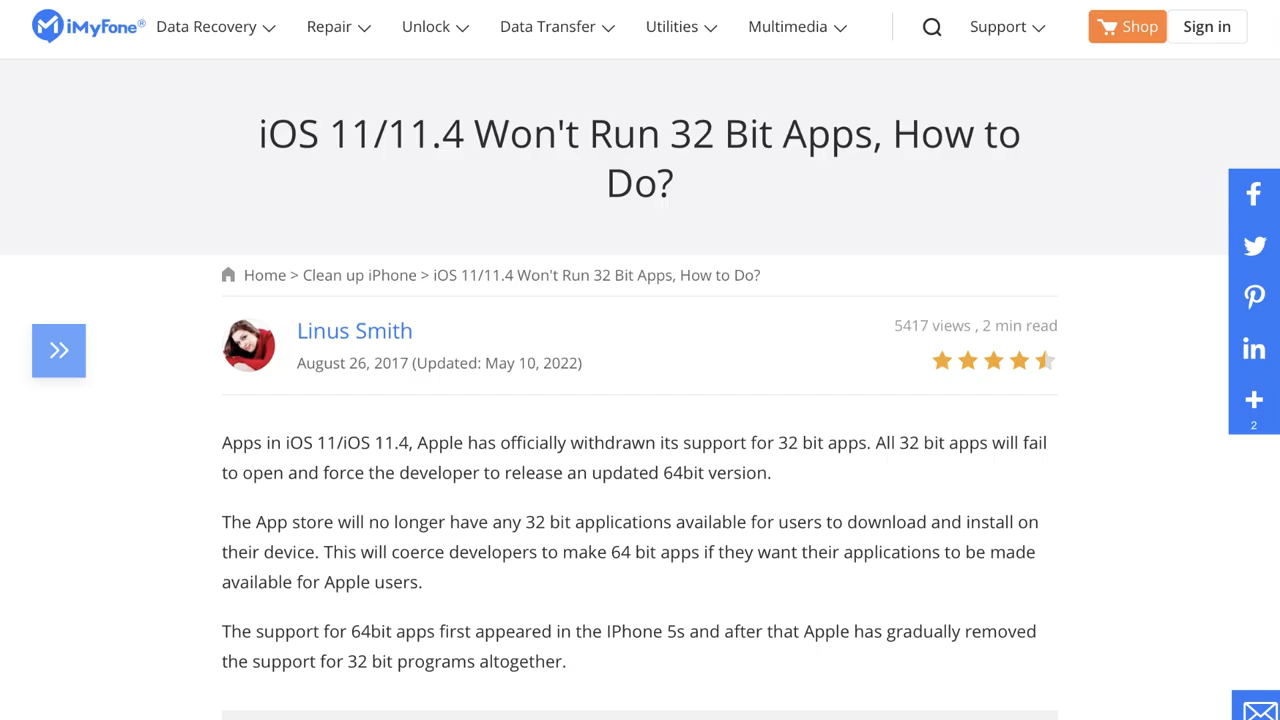 iMyFone®
Data Recovery
Repair
Unlock
Data Transfer
Utilities
Multimedia
Support
Shop
Sign in
iOS 11/11.4 Won't Run 32 Bit Apps, How to
Do?
Home > Clean up iPhone > iOS 11/11.4 Won't Run 32 Bit Apps, How to Do?
Linus Smith
5417 views , 2 min read
August 26, 2017 (Updated: May 10, 2022)
Apps in iOS 11/iOS 11.4, Apple has officially withdrawn its support for 32 bit apps. All 32 bit apps will fail
to open and force the developer to release an updated 64bit version.
The App store will no longer have any 32 bit applications available for users to download and install on
their device. This will coerce developers to make 64 bit apps if they want their applications to be made
available for Apple users.
The support for 64bit apps first appeared in the IPhone 5s and after that Apple has gradually removed
the support for 32 bit programs altogether.
2